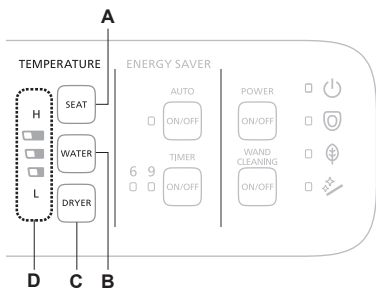 A
TEMPERATURE
ENERGY SAVER
H
SEAT
AUTO
ON/OFF
POWER
ON/OFF
WATER
TIMER
6 9
ON/OFF
WAND
CLEANING
ON/OFF
L
DRYER
D
C
B